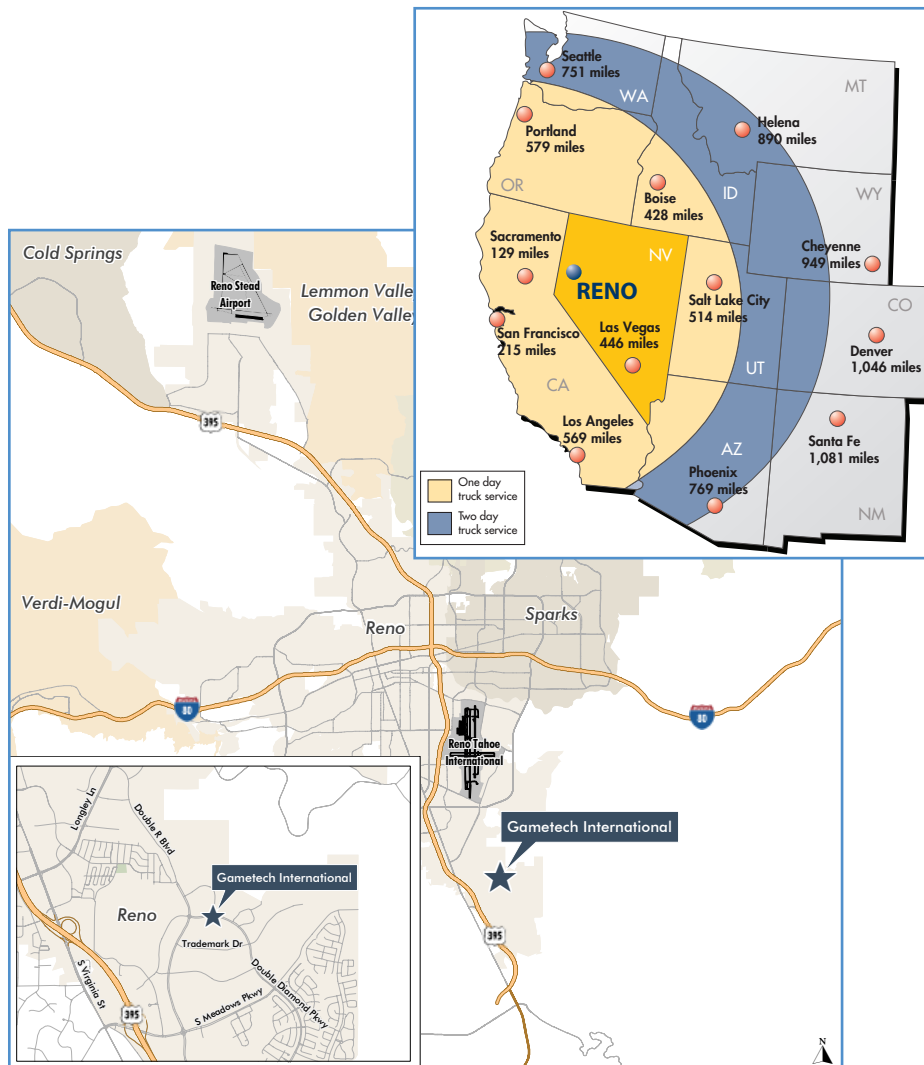 Seattle
751 miles
WA
MT
Portland
579 miles
Helena
890 miles
OR
ID
WY
Boise
428 miles
Sacramento
129 miles
NV
Cheyenne
949 miles
RENO
Salt Lake City
514 miles
CO
San Francisco
215 miles
Las Vegas
446 miles
Denver
1,046 miles
UT
CA
Los Angeles
569 miles
Santa Fe
1,081 miles
AZ
Phoenix
769 miles
NM
One day
truck service
Two day
truck service
Cold Springs
Reno Stead
Airport
Lemmon Valle
Golden Valley
395
Verdi-Mogul
Reno
Sparks
80
80
Reno Tahoe
International
Gametech International
395
N
Longley Ln
Double R Blvd
Gametech International
Reno
Trademark Dr
S Virginia St
Double Diamond Pkwy
S Meadows Pkwy
395